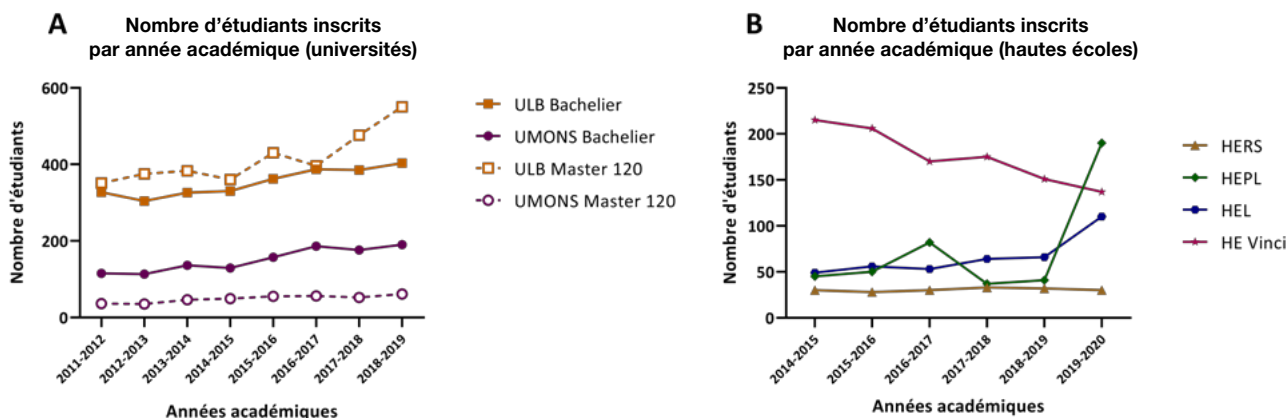 A
Nombre d'étudiants inscrits
par année académique (universités)
Nombre d'étudiants
600
400
200
0
2011-2012
2012-2013
2013-2014
2014-2015
2015-2016
2016-2017
2017-2018
2018-2019
Années académiques
ULB Bachelier
UMONS Bachelier
ULB Master 120
UMONS Master 120
B
Nombre d'étudiants inscrits
par année académique (hautes écoles)
Nombre d'étudiants
250
200
150
100
50
0
2014-2015
2015-2016
2016-2017
2017-2018
2018-2019
2019-2020
Années académiques
HERS
HEPL
HEL
HE Vinci